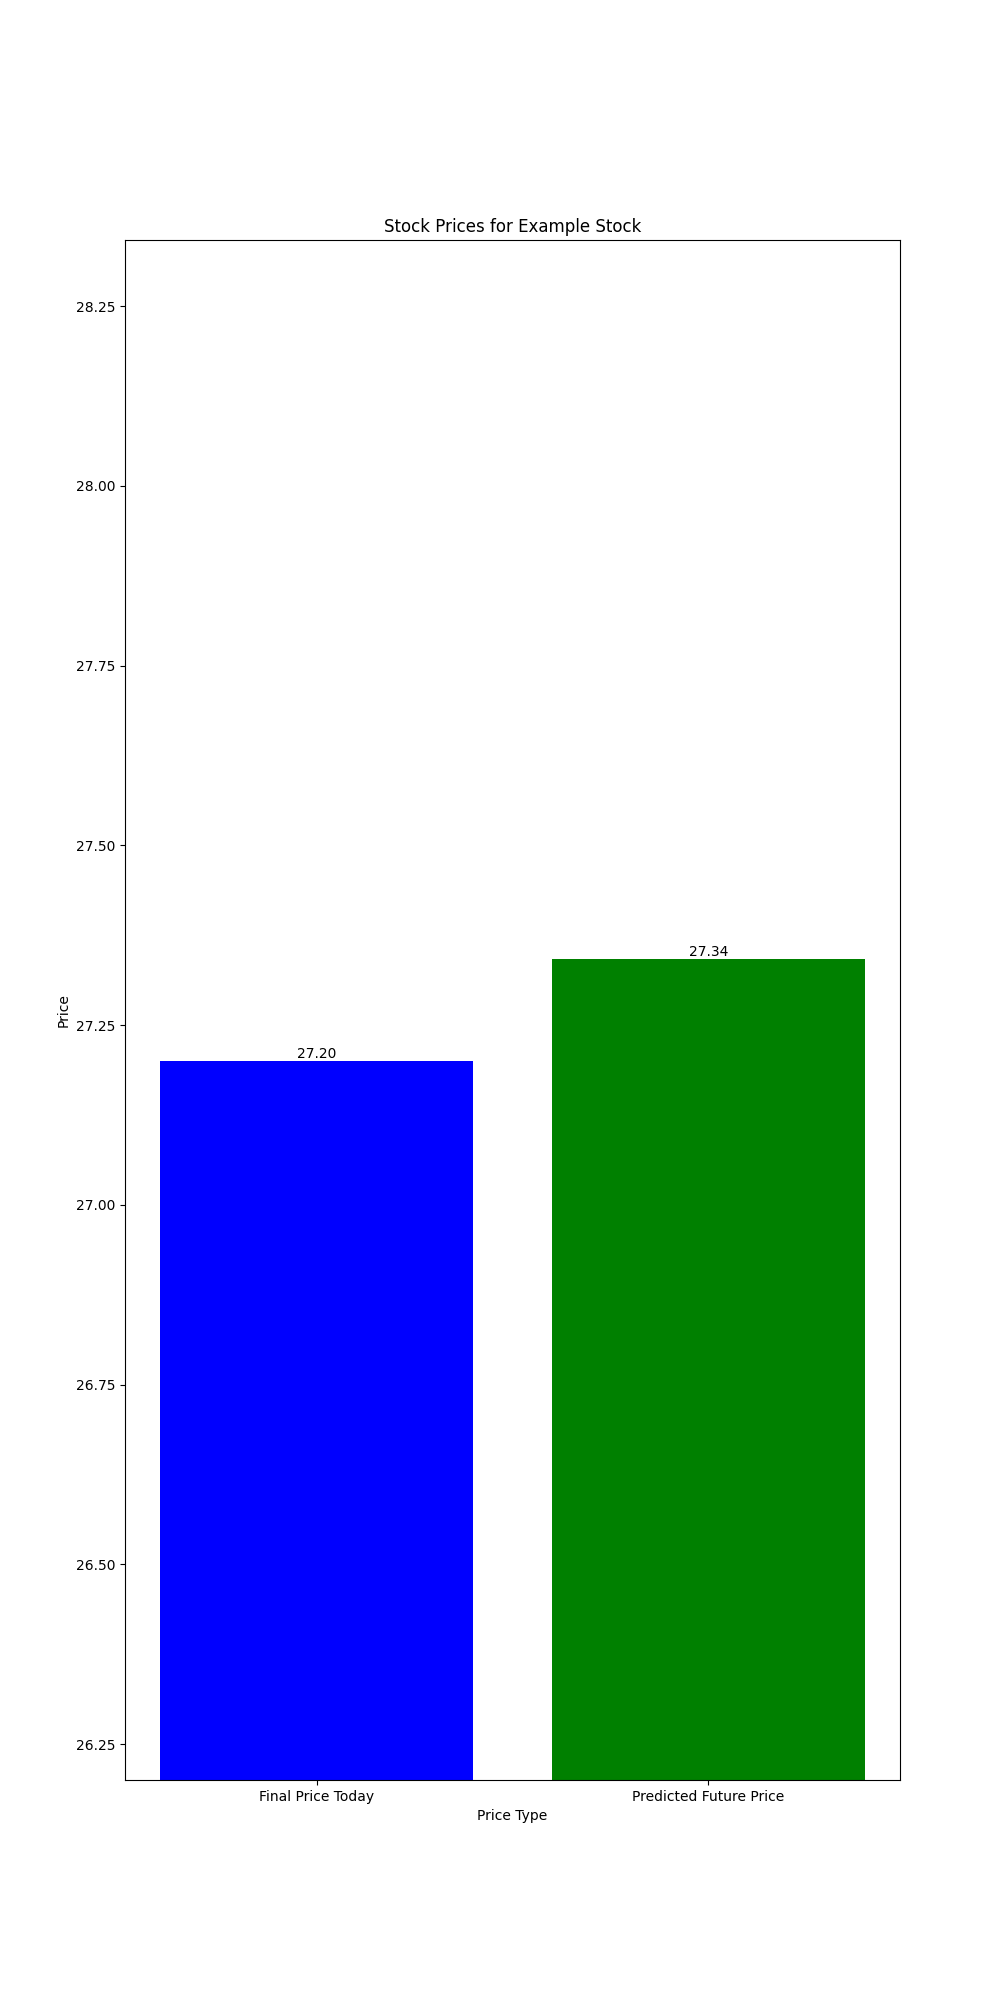 Stock Prices for Example Stock
28.25
28.00
27.75
27.50
27.34
Price
27.25
27.20
27.00
26.75
26.50
26.25
Final Price Today
Predicted Future Price
Price Type